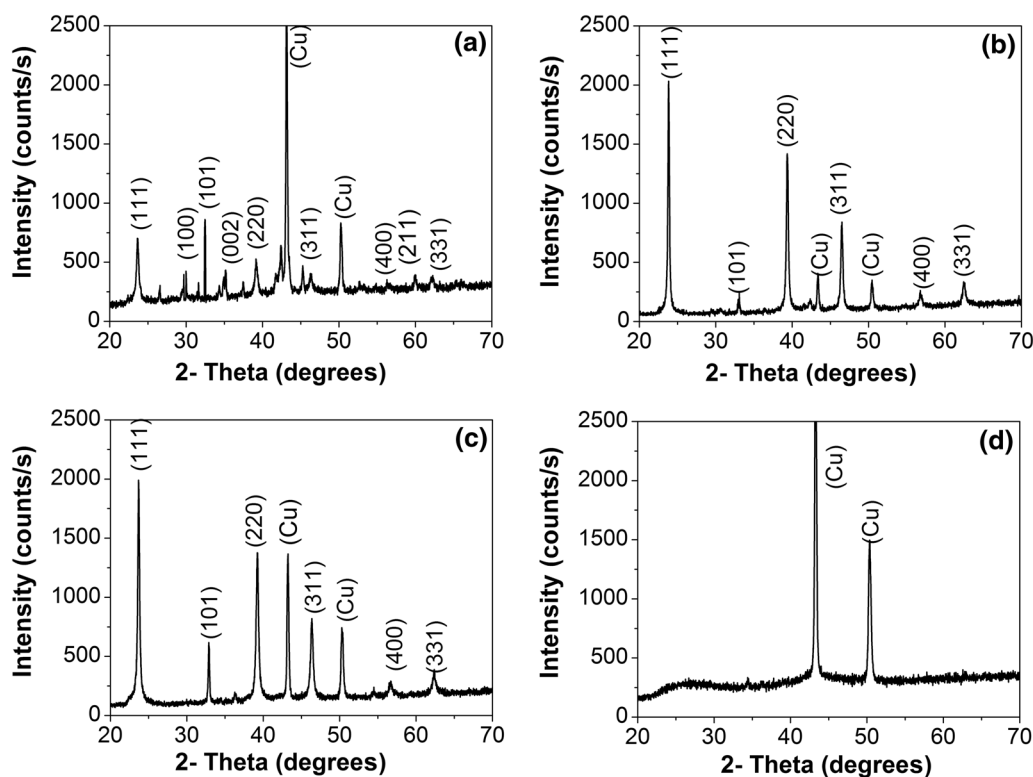 (a)
2500
2000
1500
1000
500
0
Intensity (counts/s)
(111)
(100)
(101)
(002)
(220)
(Cu)
(311)
(Cu)
(400)
(211)
(331)
20 30 40 50 60 70
2- Theta (degrees)
(b)
2500
2000
1500
1000
500
0
Intensity (counts/s)
(111)
(101)
(220)
(Cu)
(311)
(Cu)
(400)
(331)
20 30 40 50 60 70
2- Theta (degrees)
(c)
2500
2000
1500
1000
500
0
Intensity (counts/s)
(111)
(101)
(220)
(Cu)
(311)
(Cu)
(400)
(331)
20 30 40 50 60 70
2- Theta (degrees)
(d)
2500
2000
1500
1000
500
0
Intensity (counts/s)
(Cu)
(Cu)
20 30 40 50 60 70
2- Theta (degrees)